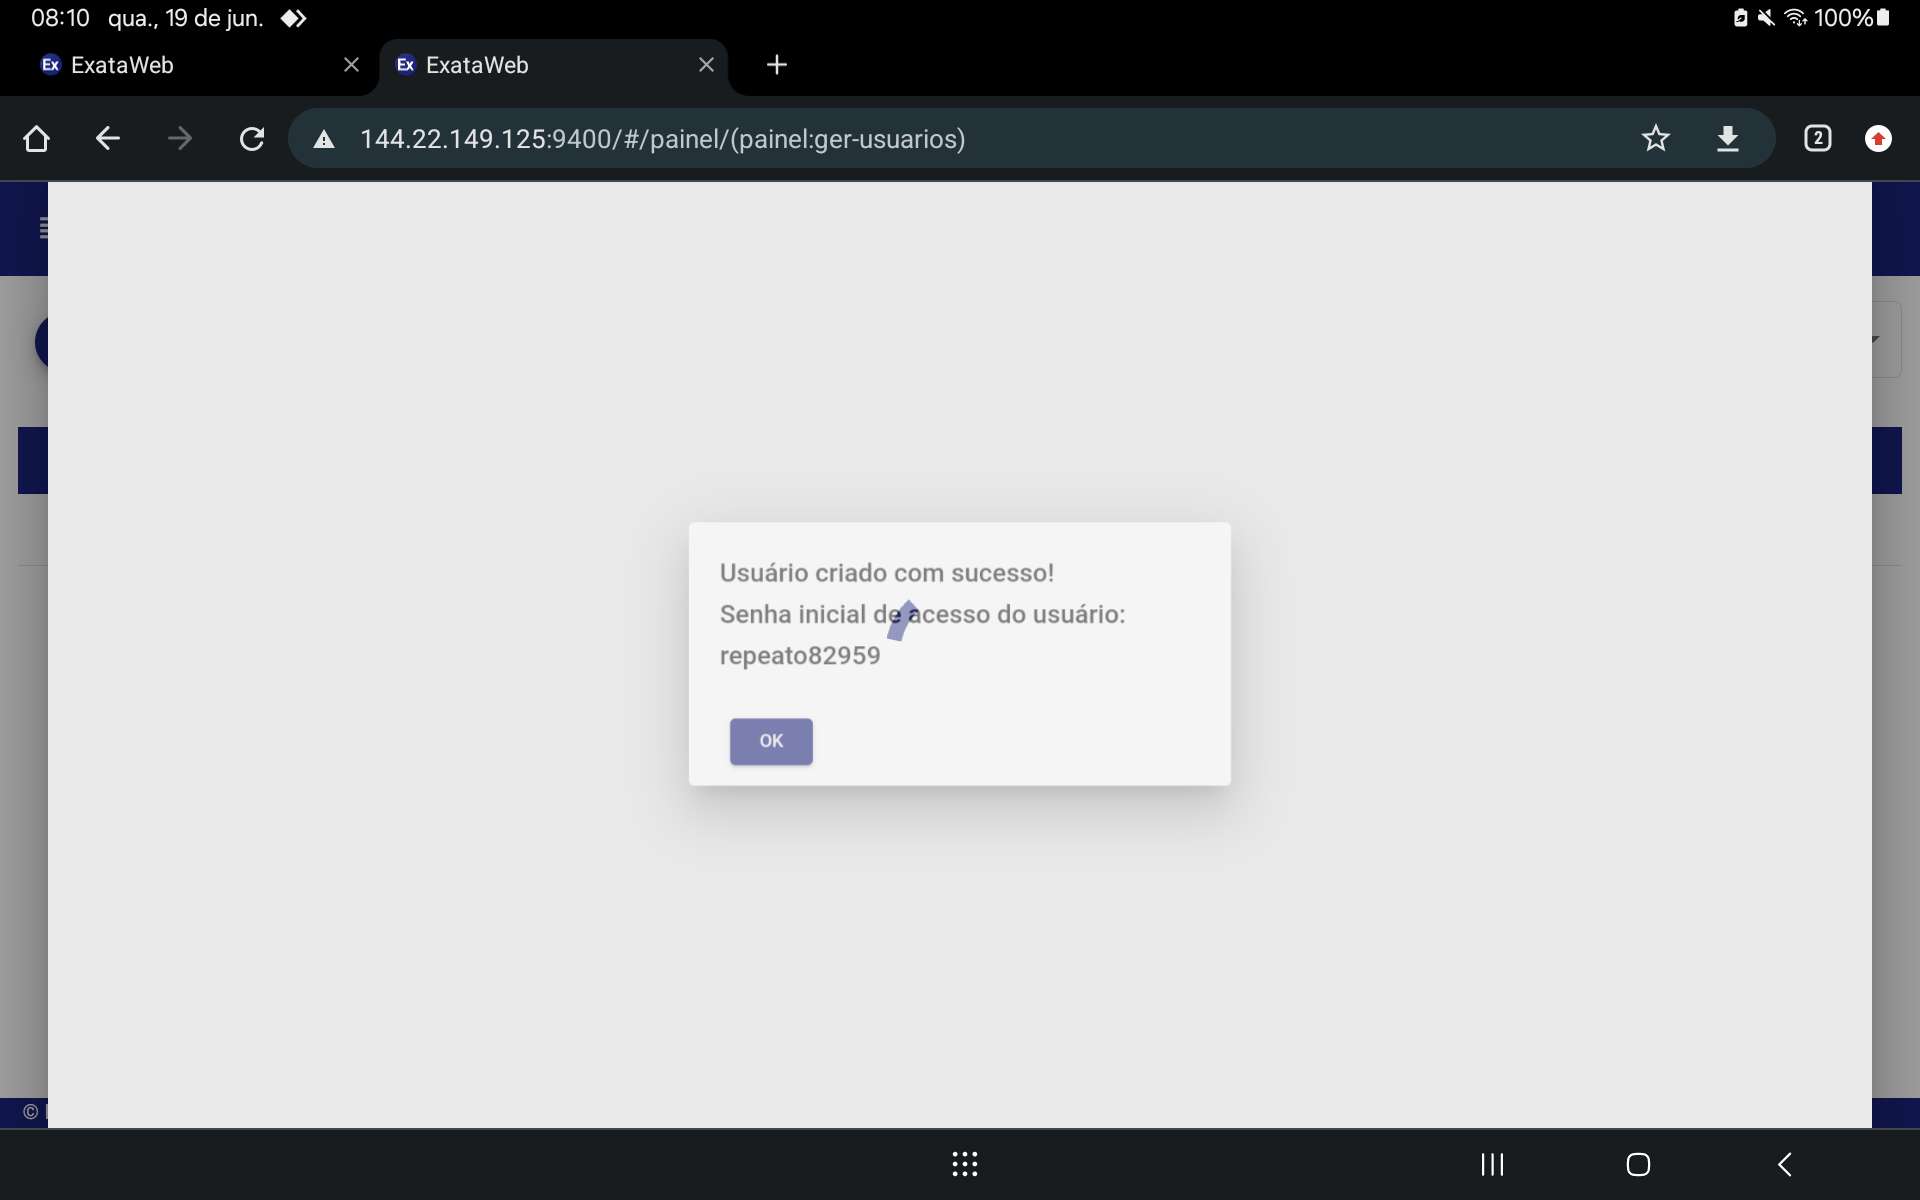 08:10 qua., 19 de jun. 100%
Ex ExataWeb Ex ExataWeb
144.22.149.125:9400/#/painel/(painel:ger-usuarios) 2
Usuário criado com sucesso!
Senha inicial de acesso do usuário:
repeato82959
OK
©